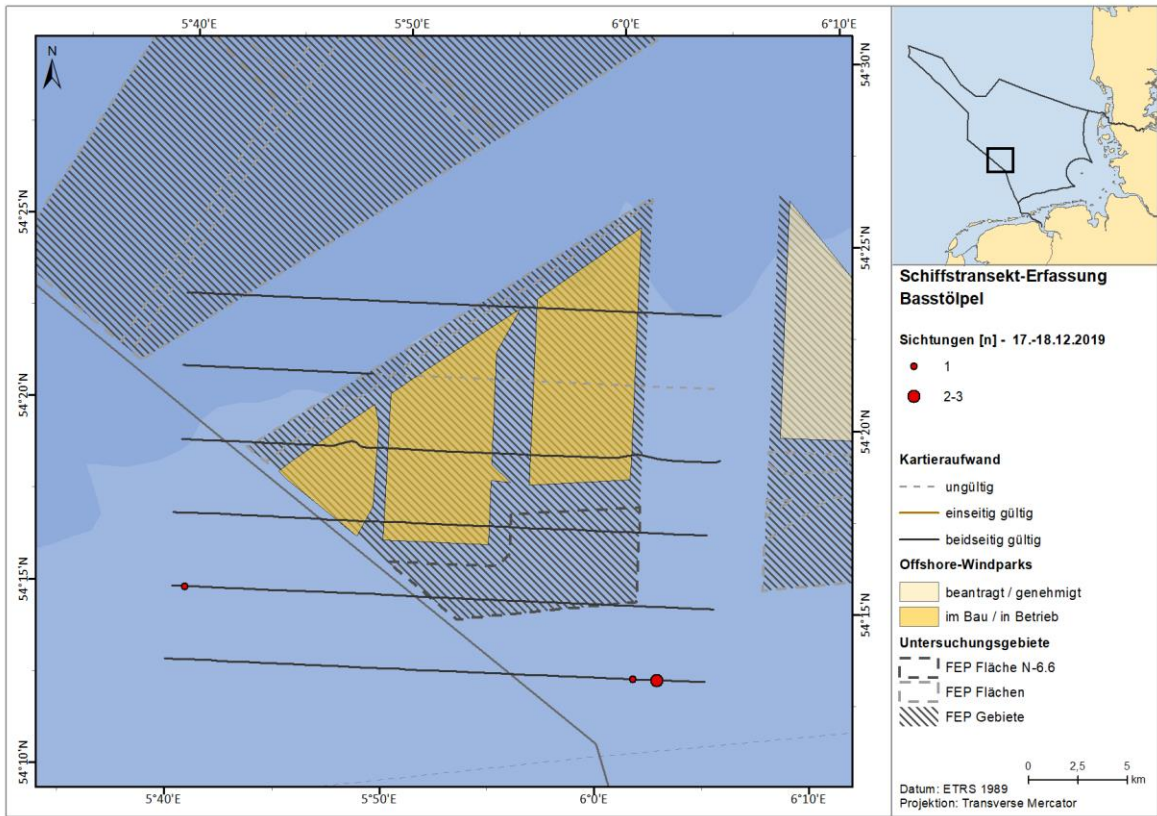 5°40'E
5°50'E
6°0'E
6°10'E
N
54°30'N
54°25'N
54°25'N
54°20'N
54°20'N
54°15'N
54°15'N
54°10'N
5°40'E
5°50'E
6°0'E
6°10'E
Schiffstransekt-Erfassung
Basstölpel
Sichtungen [n] - 17.-18.12.2019
1
2-3
Kartieraufwand
ungültig
einseitig gültig
beidseitig gültig
Offshore-Windparks
beantragt / genehmigt
im Bau / in Betrieb
Untersuchungsgebiete
FEP Fläche N-6.6
FEP Flächen
FEP Gebiete
0 2,5 5
km
Datum: ETRS 1989
Projektion: Transverse Mercator